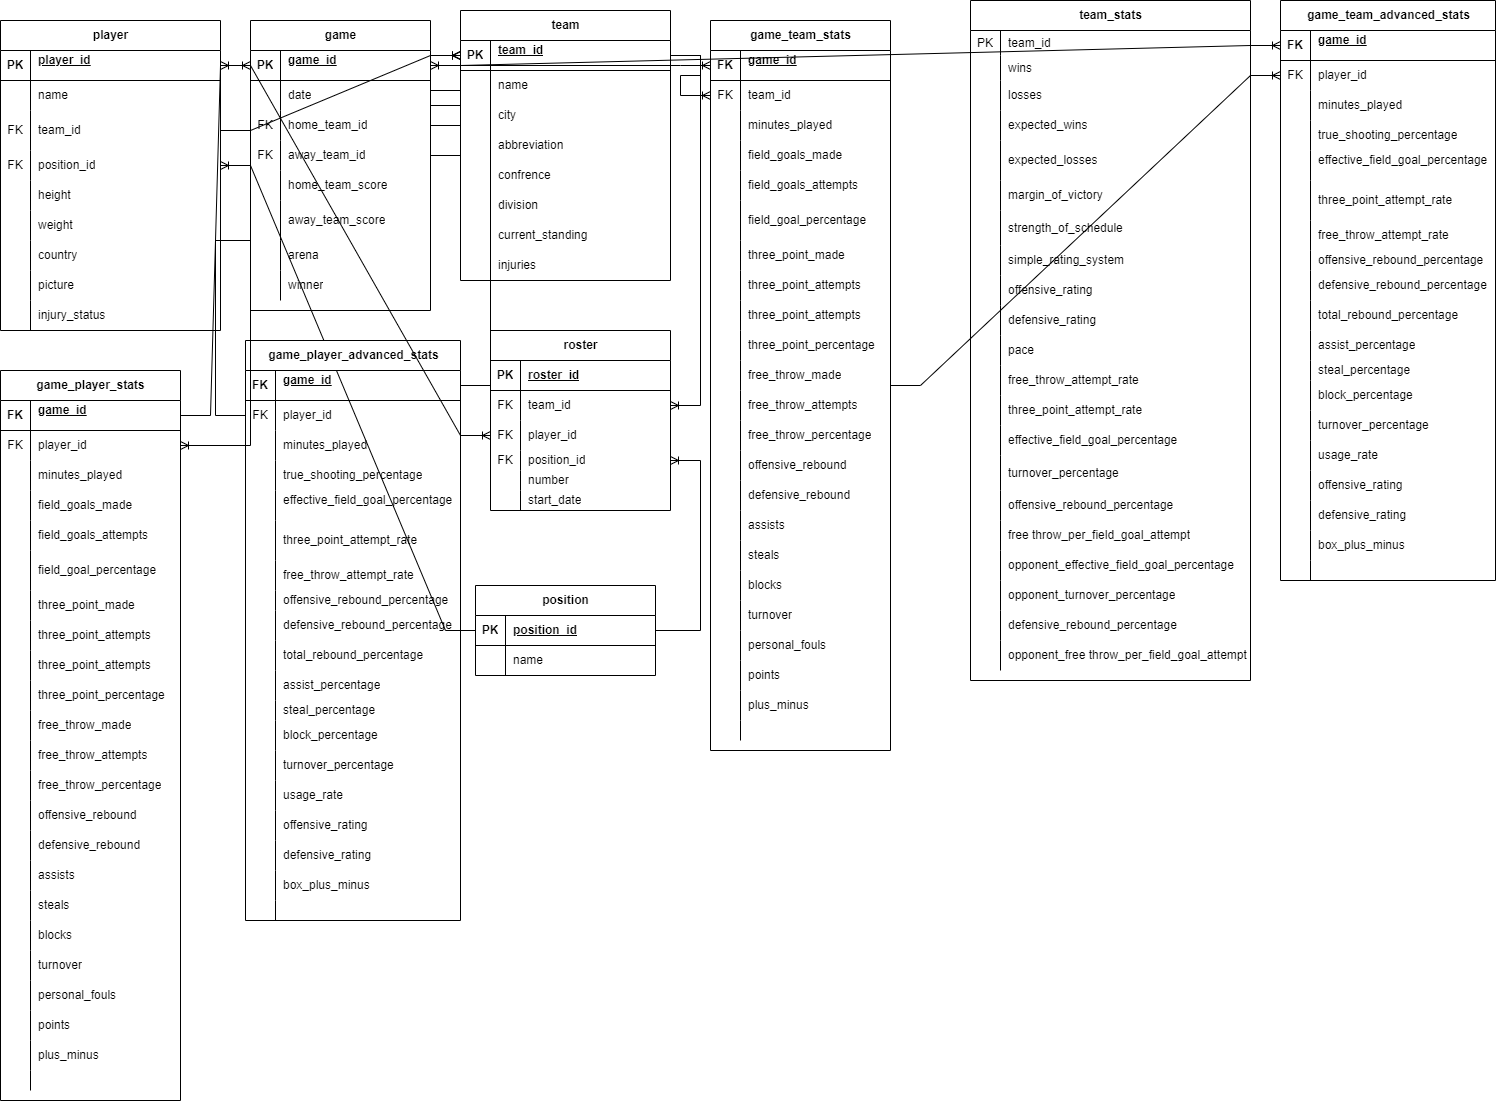 player
PK player_id
name
FK team_id
FK position_id
height
weight
country
picture
injury_status
game
PK game_id
date
FK home_team_id
FK away_team_id
home_team_score
away_team_score
arena
winner
team
PK team_id
name
city
abbreviation
confrence
division
current_standing
injuries
game_team_stats
FK game_id
FK team_id
minutes_played
field_goals_made
field_goals_attempts
field_goal_percentage
three_point_made
three_point_attempts
three_point_attempts
three_point_percentage
free_throw_made
free_throw_attempts
free_throw_percentage
offensive_rebound
defensive_rebound
assists
steals
blocks
turnover
personal_fouls
points
plus_minus
team_stats
PK team_id
wins
losses
expected_wins
expected_losses
margin_of_victory
strength_of_schedule
simple_rating_system
offensive_rating
defensive_rating
pace
free_throw_attempt_rate
three_point_attempt_rate
effective_field_goal_percentage
turnover_percentage
offensive_rebound_percentage
free throw_per_field_goal_attempt
opponent_effective_field_goal_percentage
opponent_turnover_percentage
defensive_rebound_percentage
opponent_free throw_per_field_goal_attempt
game_team_advanced_stats
FK game_id
FK player_id
minutes_played
true_shooting_percentage
effective_field_goal_percentage
three_point_attempt_rate
free_throw_attempt_rate
offensive_rebound_percentage
defensive_rebound_percentage
total_rebound_percentage
assist_percentage
steal_percentage
block_percentage
turnover_percentage
usage_rate
offensive_rating
defensive_rating
box_plus_minus
game_player_stats
FK game_id
FK player_id
minutes_played
field_goals_made
field_goals_attempts
field_goal_percentage
three_point_made
three_point_attempts
three_point_attempts
three_point_percentage
free_throw_made
free_throw_attempts
free_throw_percentage
offensive_rebound
defensive_rebound
assists
steals
blocks
turnover
personal_fouls
points
plus_minus
game_player_advanced_stats
FK game_id
FK player_id
minutes_played
true_shooting_percentage
effective_field_goal_percentage
three_point_attempt_rate
free_throw_attempt_rate
offensive_rebound_percentage
defensive_rebound_percentage
total_rebound_percentage
assist_percentage
steal_percentage
block_percentage
turnover_percentage
usage_rate
offensive_rating
defensive_rating
box_plus_minus
roster
PK roster_id
FK team_id
FK player_id
FK position_id
number
start_date
position
PK position_id
name